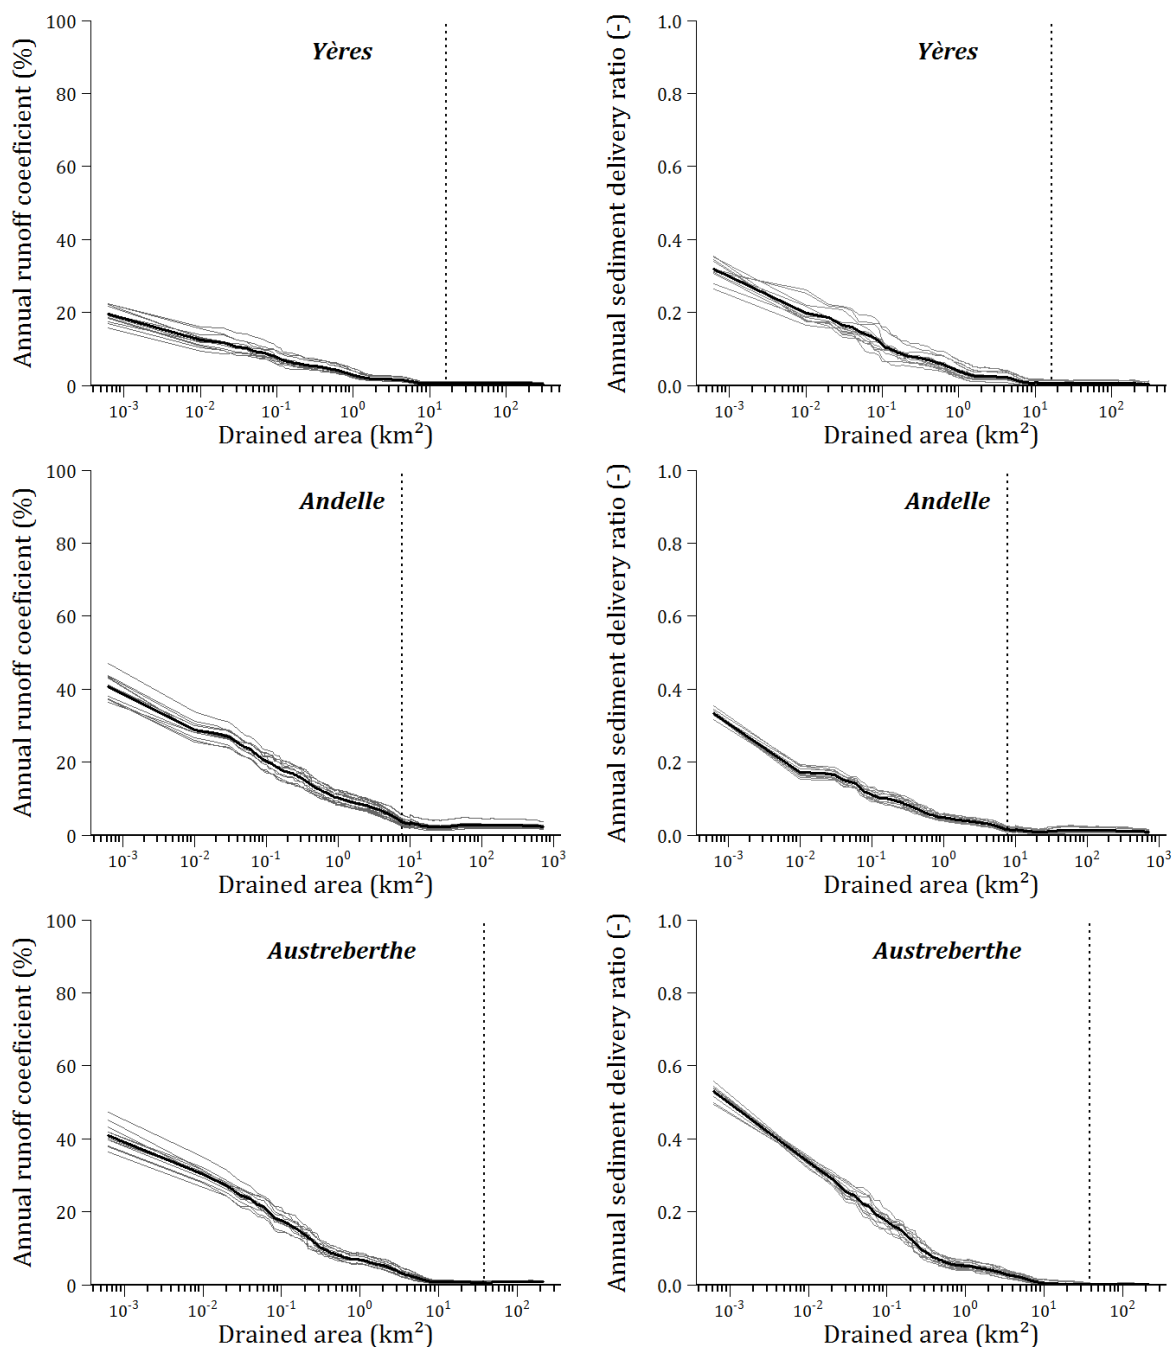 Annual runoff coeeficient (%)
100
80
60
40
20
0
Yères
10⁻³ 10⁻² 10⁻¹ 10⁰ 10¹ 10²
Drained area (km²)
Annual sediment delivery ratio (-)
1.0
0.8
0.6
0.4
0.2
0.0
Yères
10⁻³ 10⁻² 10⁻¹ 10⁰ 10¹ 10²
Drained area (km²)
Annual runoff coeeficient (%)
100
80
60
40
20
0
Andelle
10⁻³ 10⁻² 10⁻¹ 10⁰ 10¹ 10² 10³
Drained area (km²)
Annual sediment delivery ratio (-)
1.0
0.8
0.6
0.4
0.2
0.0
Andelle
10⁻³ 10⁻² 10⁻¹ 10⁰ 10¹ 10² 10³
Drained area (km²)
Annual runoff coeeficient (%)
100
80
60
40
20
0
Austreberthe
10⁻³ 10⁻² 10⁻¹ 10⁰ 10¹ 10²
Drained area (km²)
Annual sediment delivery ratio (-)
1.0
0.8
0.6
0.4
0.2
0.0
Austreberthe
10⁻³ 10⁻² 10⁻¹ 10⁰ 10¹ 10²
Drained area (km²)